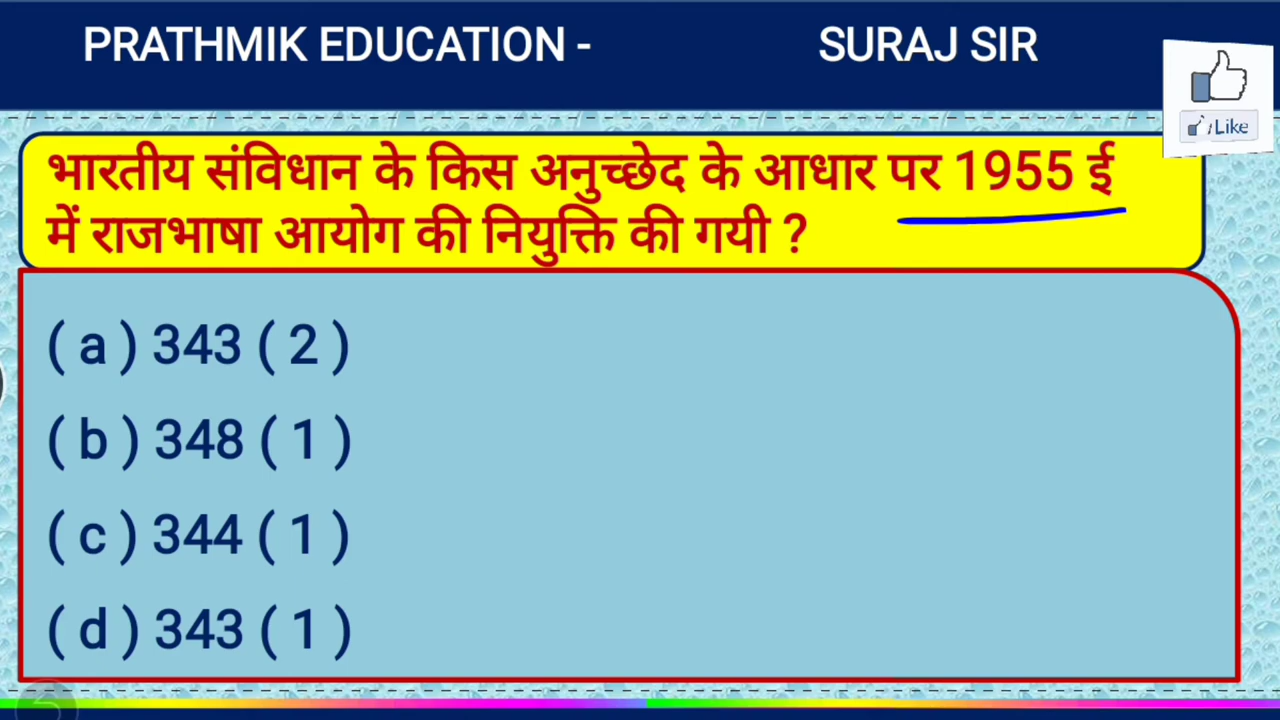 PRATHMIK EDUCATION - SURAJ SIR
Like
भारतीय संविधान के किस अनुच्छेद के आधार पर 1955 ई
में राजभाषा आयोग की नियुक्ति की गयी ?
( a ) 343 ( 2 )
( b ) 348 ( 1 )
( c ) 344 ( 1 )
( d ) 343 ( 1 )